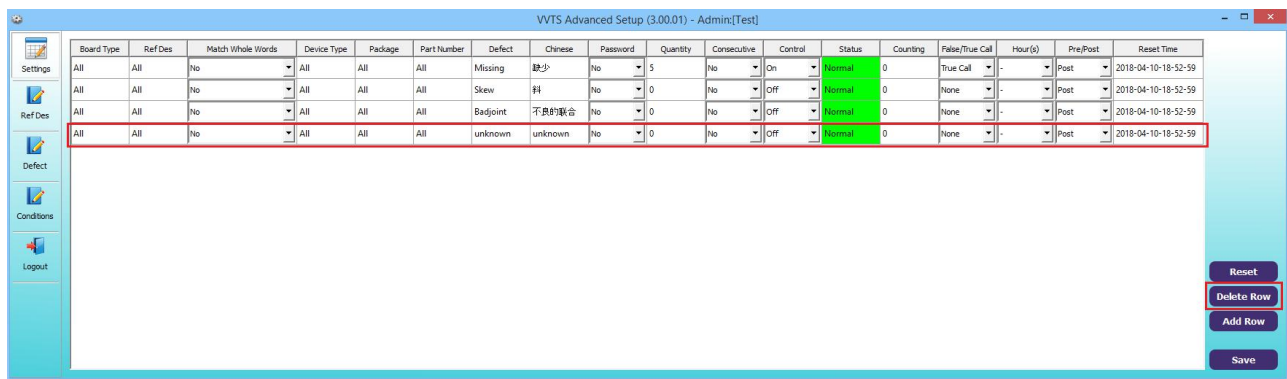 VVTS Advanced Setup (3.00.01) - Admin:[Test]
Settings
Ref Des
Defect
Conditions
Logout
Board Type Ref Des Match Whole Words Device Type Package Part Number Defect Chinese Password Quantity Consecutive Control Status Counting False/True Call Hour(s) Pre/Post Reset Time
All All No All All All Missing 缺少 No 5 No On Normal 0 True Call - Post 2018-04-10-18-52-59
All All No All All All Skew 斜 No 0 No Off Normal 0 None - Post 2018-04-10-18-52-59
All All No All All All Badjoint 不良的联合 No 0 No Off Normal 0 None - Post 2018-04-10-18-52-59
All All No All All All unknown unknown No 0 No Off Normal 0 None - Post 2018-04-10-18-52-59
Reset
Delete Row
Add Row
Save